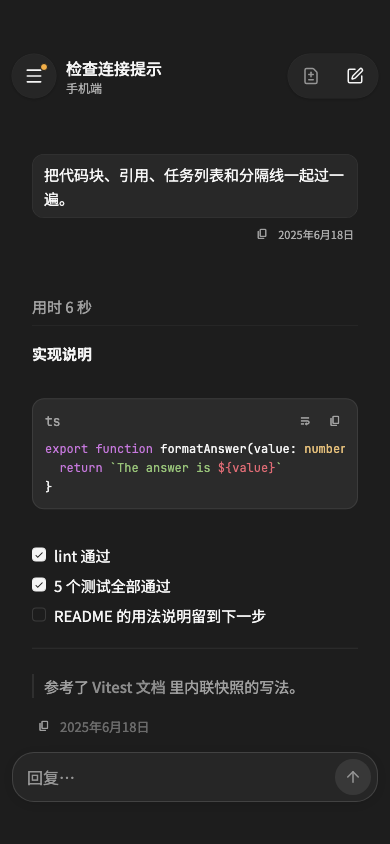 检查连接提示
手机端
把代码块、引用、任务列表和分隔线一起过一
遍。
2025年6月18日
用时 6 秒
实现说明
ts
export function formatAnswer(value: number
  return `The answer is ${value}`
}
lint 通过
5 个测试全部通过
README 的用法说明留到下一步
参考了 Vitest 文档 里内联快照的写法。
2025年6月18日
回复…